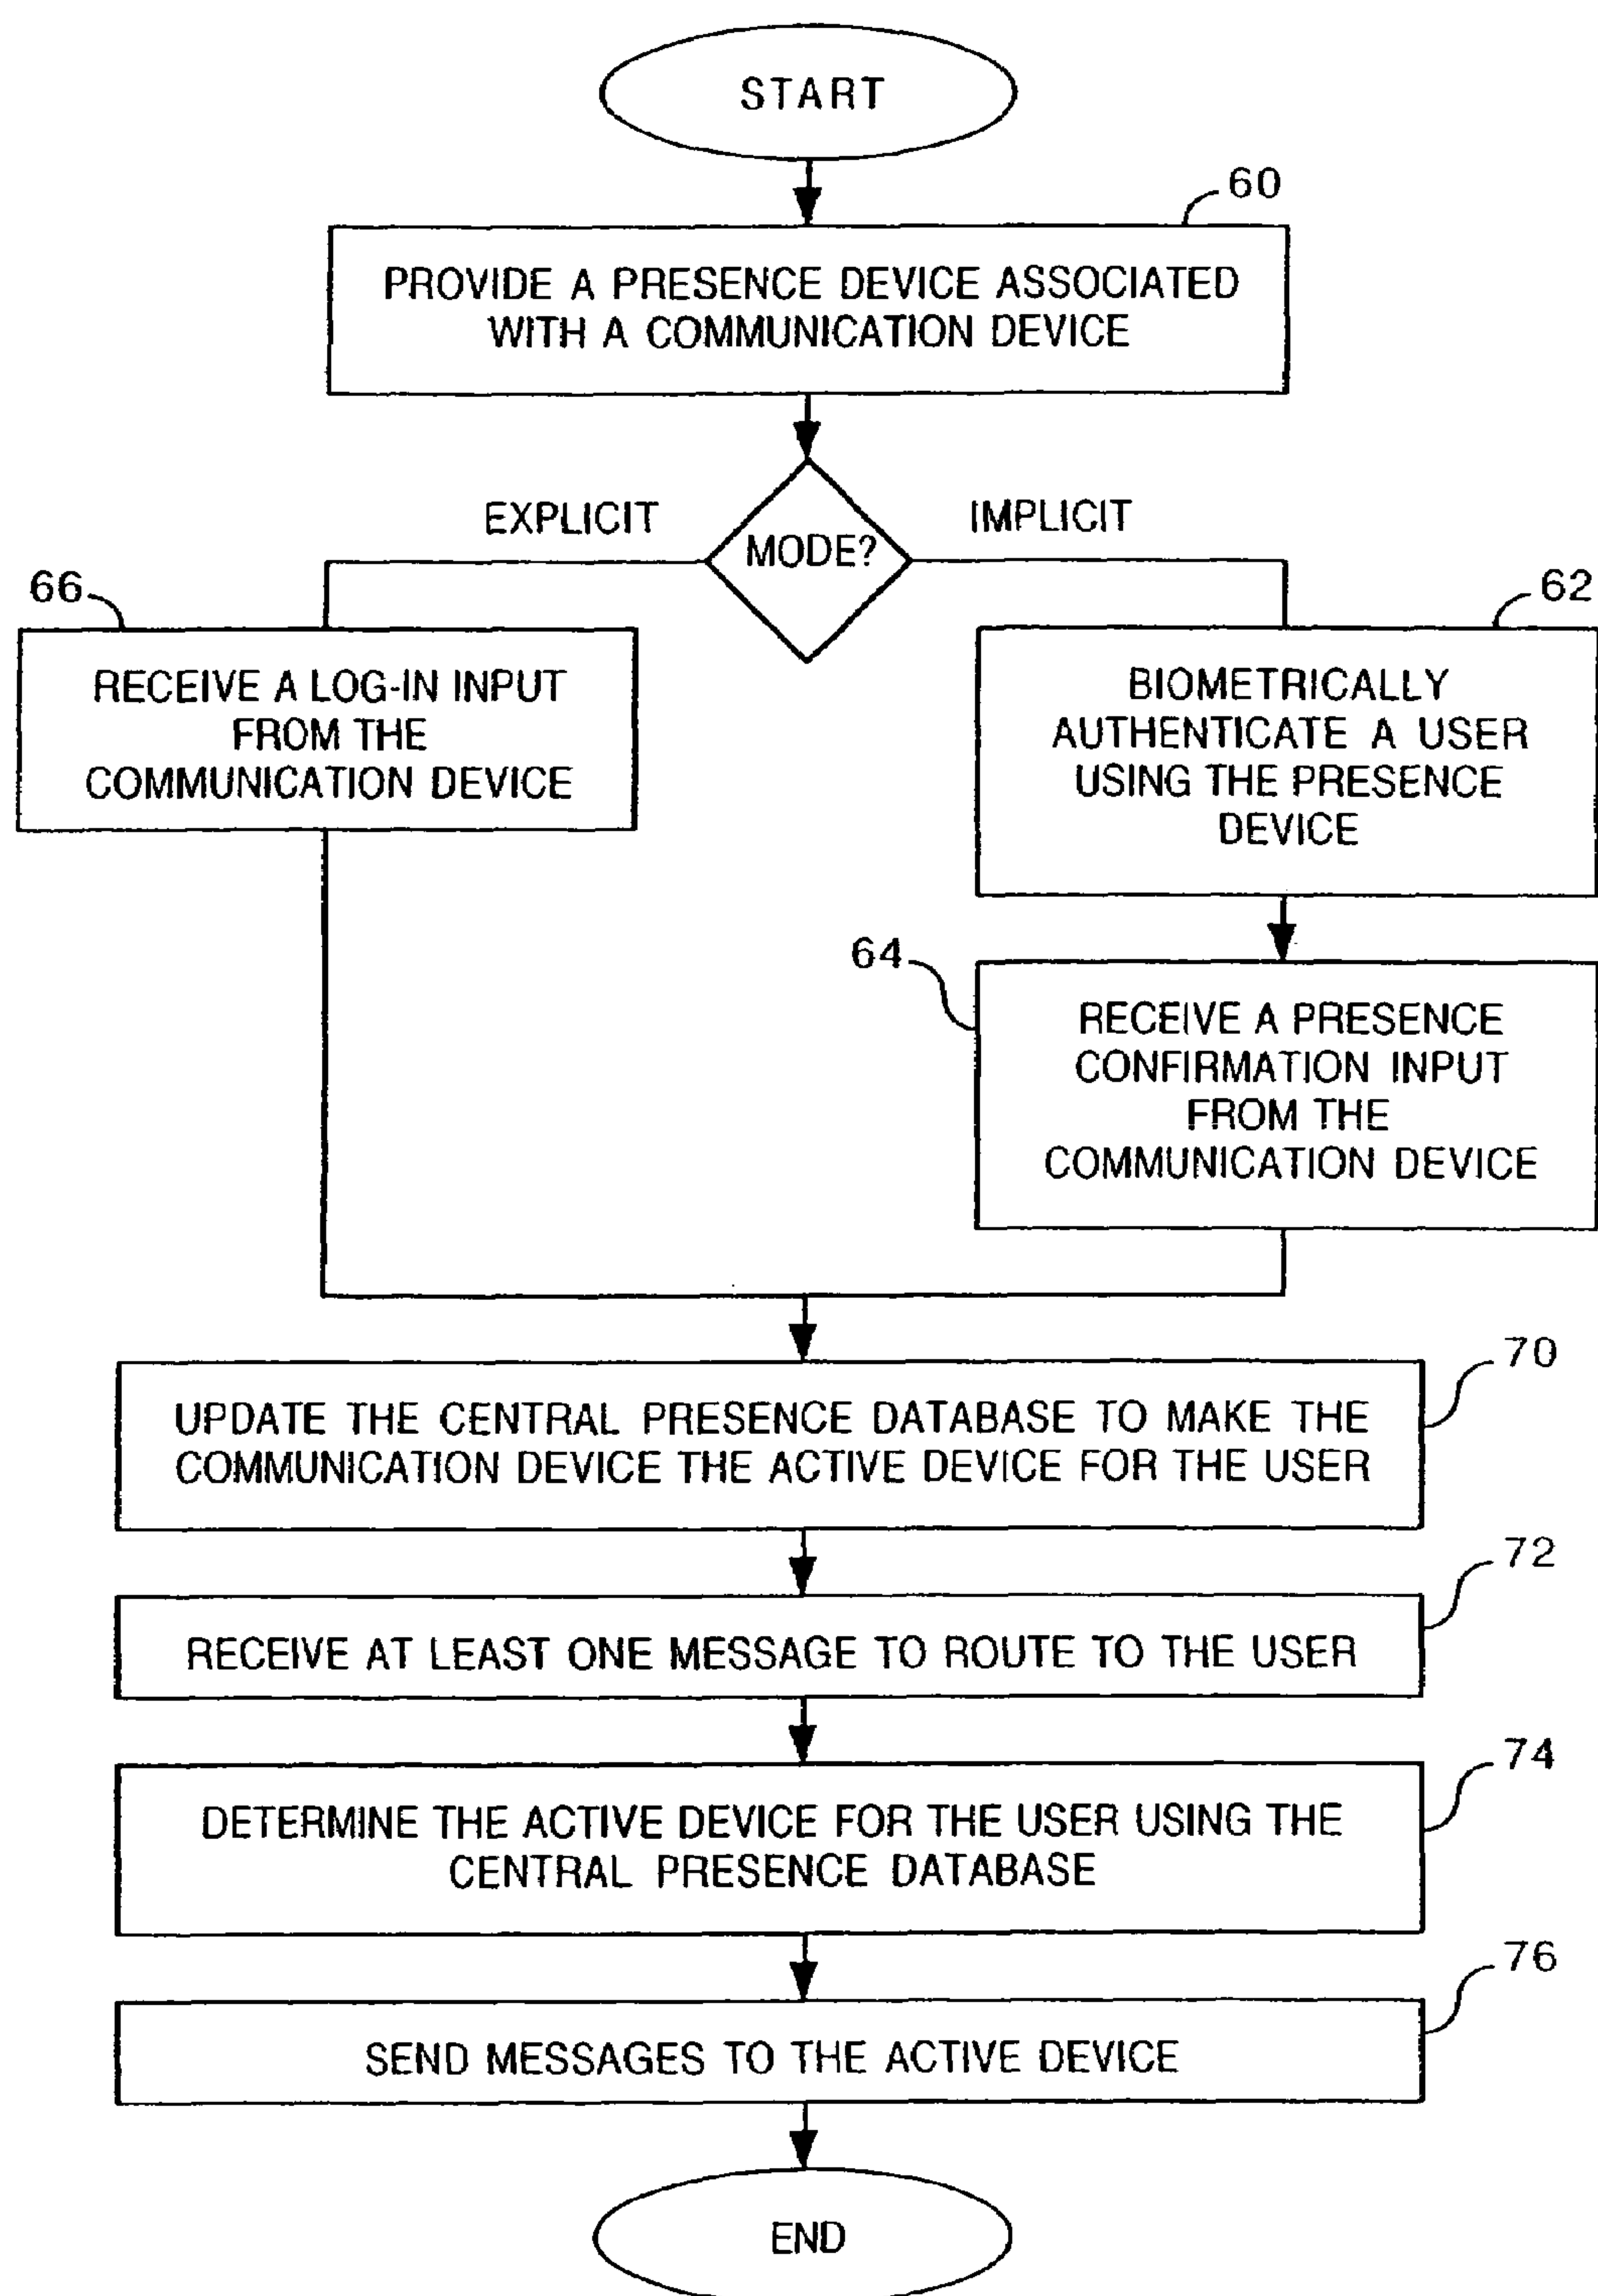 START
60
PROVIDE A PRESENCE DEVICE ASSOCIATED
WITH A COMMUNICATION DEVICE
EXPLICIT
MODE?
IMPLICIT
66
RECEIVE A LOG-IN INPUT
FROM THE
COMMUNICATION DEVICE
62
BIOMETRICALLY
AUTHENTICATE A USER
USING THE PRESENCE
DEVICE
64
RECEIVE A PRESENCE
CONFIRMATION INPUT
FROM THE
COMMUNICATION DEVICE
70
UPDATE THE CENTRAL PRESENCE DATABASE TO MAKE THE
COMMUNICATION DEVICE THE ACTIVE DEVICE FOR THE USER
72
RECEIVE AT LEAST ONE MESSAGE TO ROUTE TO THE USER
74
DETERMINE THE ACTIVE DEVICE FOR THE USER USING THE
CENTRAL PRESENCE DATABASE
76
SEND MESSAGES TO THE ACTIVE DEVICE
END